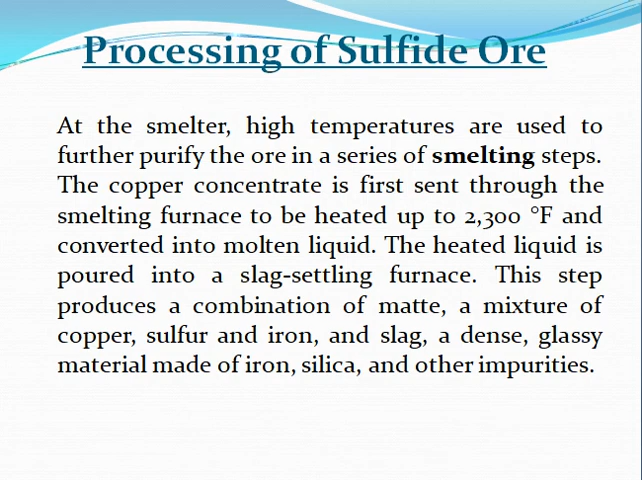 Processing of Sulfide Ore
At the smelter, high temperatures are used to
further purify the ore in a series of smelting steps.
The copper concentrate is first sent through the
smelting furnace to be heated up to 2,300 °F and
converted into molten liquid. The heated liquid is
poured into a slag-settling furnace. This step
produces a combination of matte, a mixture of
copper, sulfur and iron, and slag, a dense, glassy
material made of iron, silica, and other impurities.